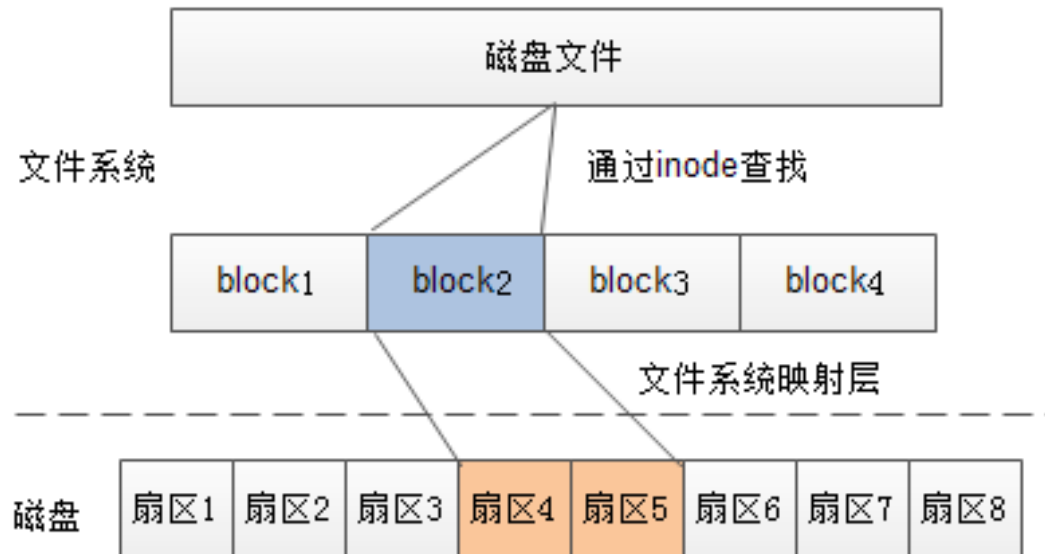 磁盘文件
文件系统
通过inode查找
block1 block2 block3 block4
文件系统映射层
磁盘 扇区1 扇区2 扇区3 扇区4 扇区5 扇区6 扇区7 扇区8